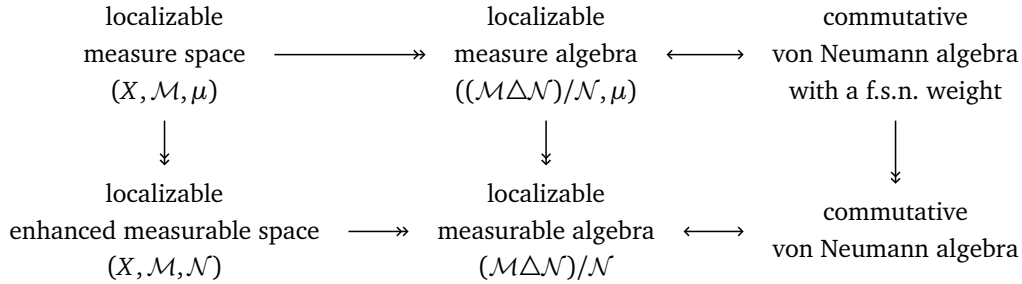 localizable
measure space
(X, ℳ, μ)
localizable
measure algebra
((ℳ△𝒩)/𝒩, μ)
commutative
von Neumann algebra
with a f.s.n. weight
localizable
enhanced measurable space
(X, ℳ, 𝒩)
localizable
measurable algebra
(ℳ△𝒩)/𝒩
commutative
von Neumann algebra